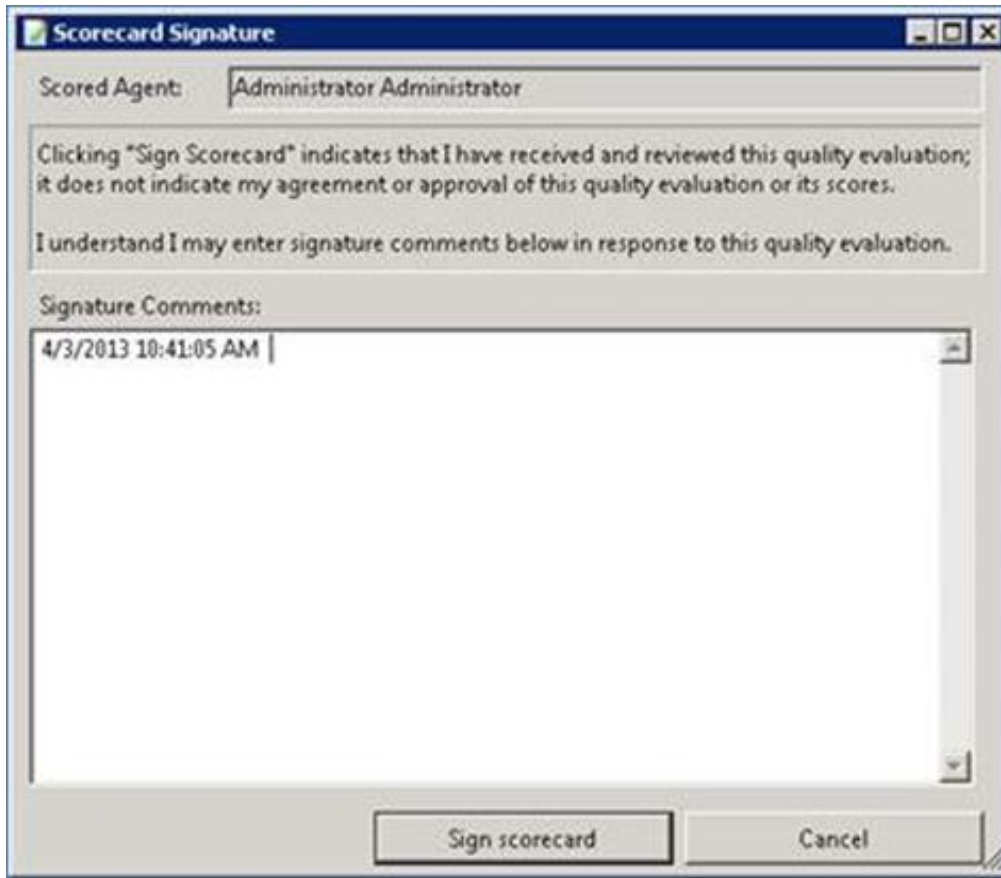 Scorecard Signature
Scored Agent: Administrator Administrator
Clicking "Sign Scorecard" indicates that I have received and reviewed this quality evaluation;
it does not indicate my agreement or approval of this quality evaluation or its scores.
I understand I may enter signature comments below in response to this quality evaluation.
Signature Comments:
4/3/2013 10:41:05 AM
Sign scorecard Cancel